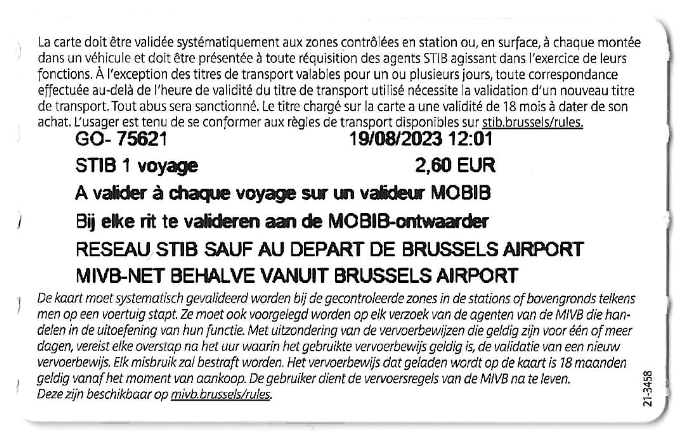 La carte doit être validée systématiquement aux zones contrôlées en station ou, en surface, à chaque montée
dans un véhicule et doit être présentée à toute réquisition des agents STIB agissant dans l'exercice de leurs
fonctions. À l'exception des titres de transport valables pour un ou plusieurs jours, toute correspondance
effectuée au-delà de l'heure de validité du titre de transport utilisé nécessite la validation d'un nouveau titre
de transport. Tout abus sera sanctionné. Le titre chargé sur la carte a une validité de 18 mois à dater de son
achat. L'usager est tenu de se conformer aux règles de transport disponibles sur stib.brussels/rules.
GO- 75621 19/08/2023 12:01
STIB 1 voyage 2,60 EUR
A valider à chaque voyage sur un valideur MOBIB
Bij elke rit te valideren aan de MOBIB-ontwaarder
RESEAU STIB SAUF AU DEPART DE BRUSSELS AIRPORT
MIVB-NET BEHALVE VANUIT BRUSSELS AIRPORT
De kaart moet systematisch gevalideerd worden bij de gecontroleerde zones in de stations of bovengronds telkens
men op een voertuig stapt. Ze moet ook voorgelegd worden op elk verzoek van de agenten van de MIVB die han-
delen in de uitoefening van hun functie. Met uitzondering van de vervoerbewijzen die geldig zijn voor één of meer
dagen, vereist elke overstap na het uur waarin het gebruikte vervoerbewijs geldig is, de validatie van een nieuw
vervoerbewijs. Elk misbruik zal bestraft worden. Het vervoerbewijs dat geladen wordt op de kaart is 18 maanden
geldig vanaf het moment van aankoop. De gebruiker dient de vervoersregels van de MIVB na te leven.
Deze zijn beschikbaar op mivb.brussels/rules.
21-3458